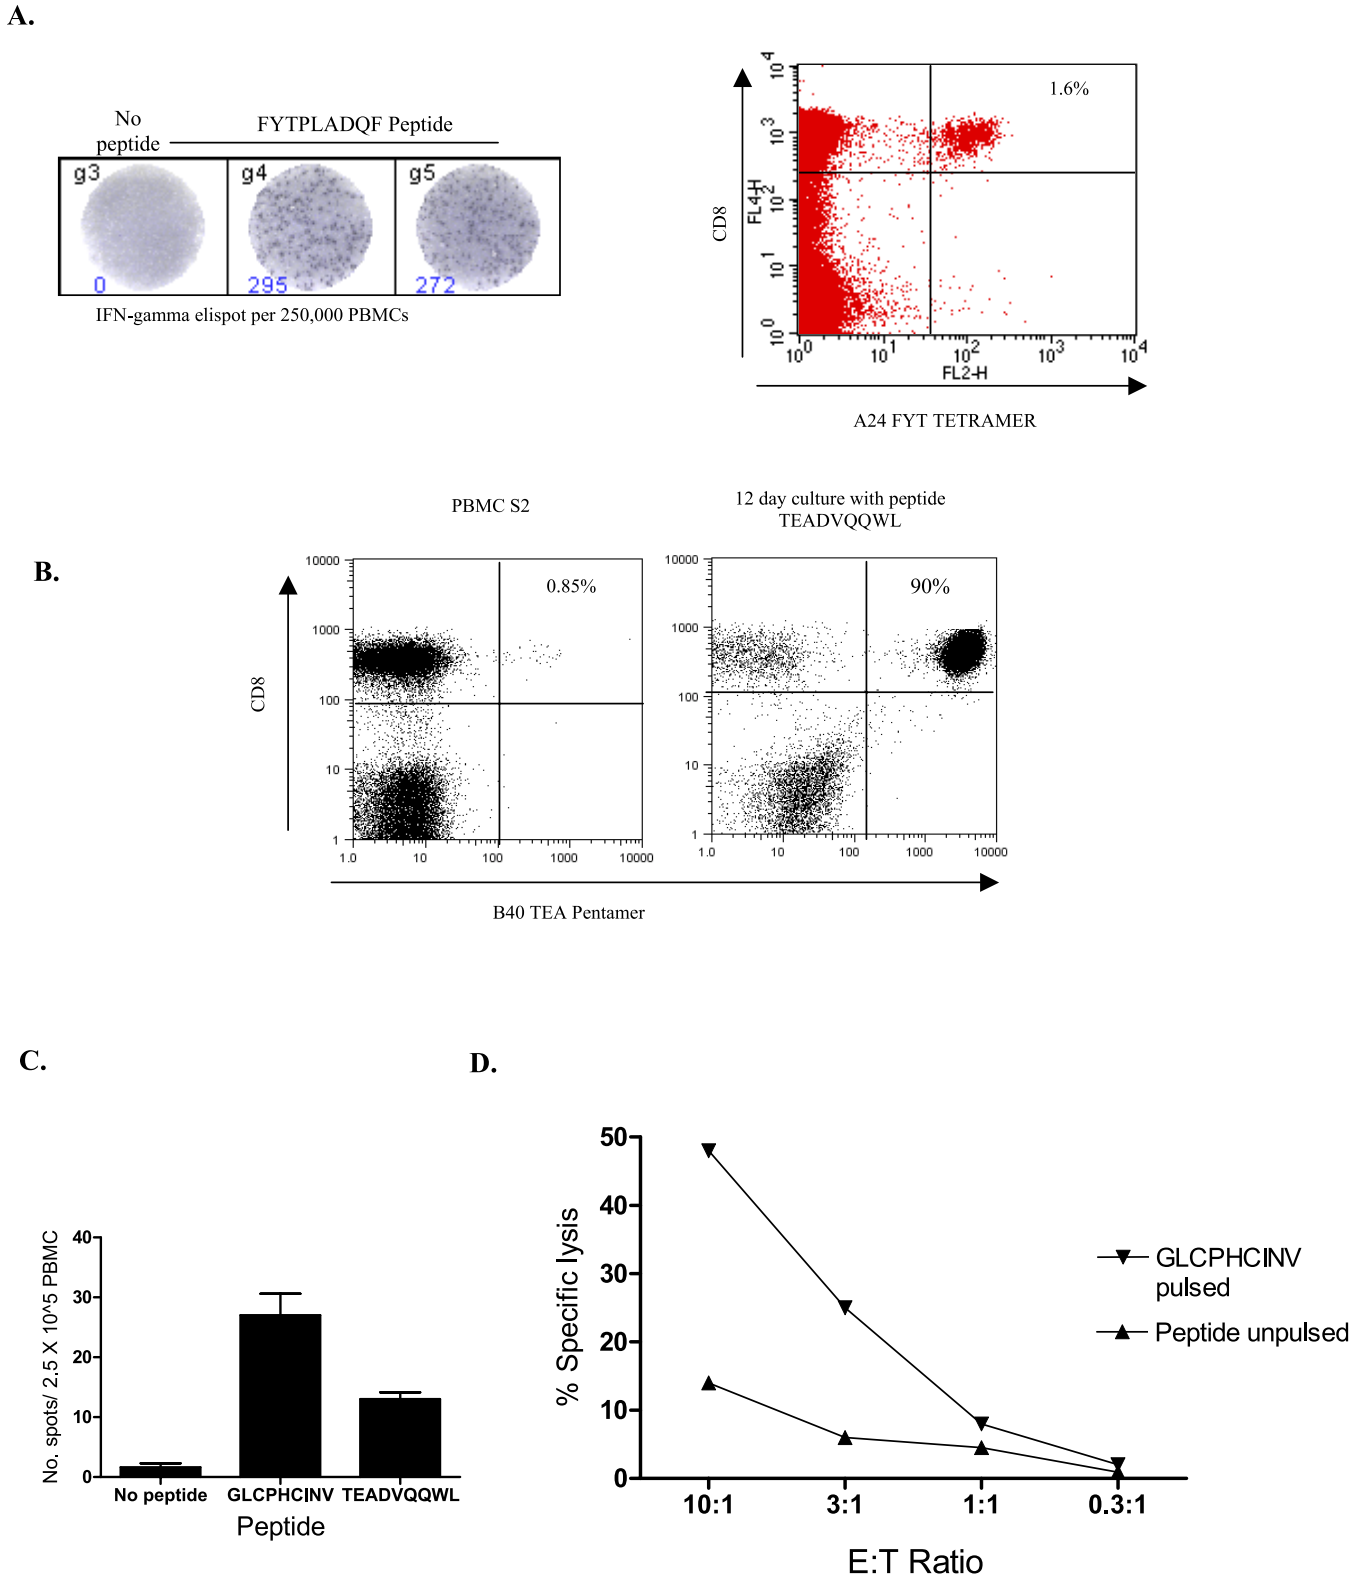 A.
No
peptide
FYTPLADQF Peptide
g3
g4
g5
0
295
272
IFN-gamma elispot per 250,000 PBMCs
CD8
FL4-H
10^4
10^3
10^2
10^1
10^0
1.6%
10^0 10^1 10^2 10^3 10^4
FL2-H
A24 FYT TETRAMER
B.
PBMC S2
CD8
10000
1000
100
10
1
0.85%
1.0 10 100 1000 10000
12 day culture with peptide
TEADVQQWL
10000
1000
100
10
1
90%
1.0 10 100 1000 10000
B40 TEA Pentamer
C.
No. spots/ 2.5 X 10^5 PBMC
40
30
20
10
0
No peptide GLCPHCINV TEADVQQWL
Peptide
D.
% Specific lysis
50
40
30
20
10
0
10:1 3:1 1:1 0.3:1
E:T Ratio
GLCPHCINV
pulsed
Peptide unpulsed